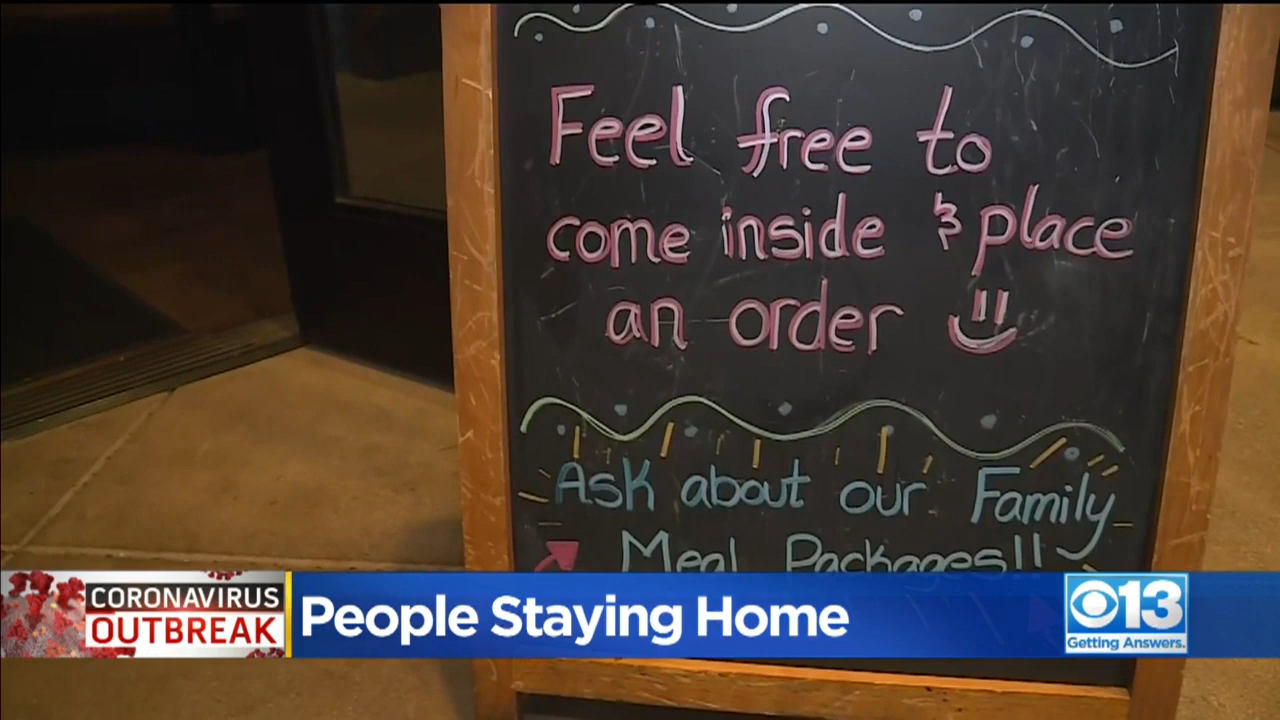 Feel free to
come inside & place
an order
Ask about our Family
Meal Packages!!
CORONAVIRUS
OUTBREAK
People Staying Home
13
Getting Answers.